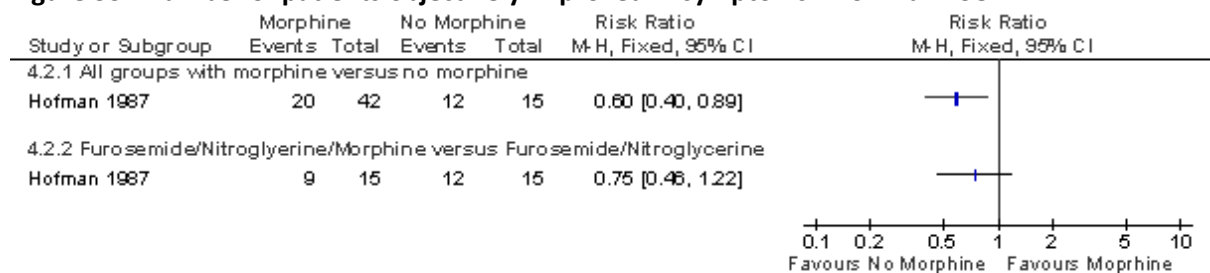 Morphine No Morphine Risk Ratio Risk Ratio
Study or Subgroup Events Total Events Total M-H, Fixed, 95% CI M-H, Fixed, 95% CI
4.2.1 All groups with morphine versus no morphine
Hofman 1987 20 42 12 15 0.60 [0.40, 0.89]
4.2.2 Furosemide/Nitroglyerine/Morphine versus Furosemide/Nitroglycerine
Hofman 1987 9 15 12 15 0.75 [0.46, 1.22]
0.1 0.2 0.5 1 2 5 10
Favours No Morphine Favours Moprhine